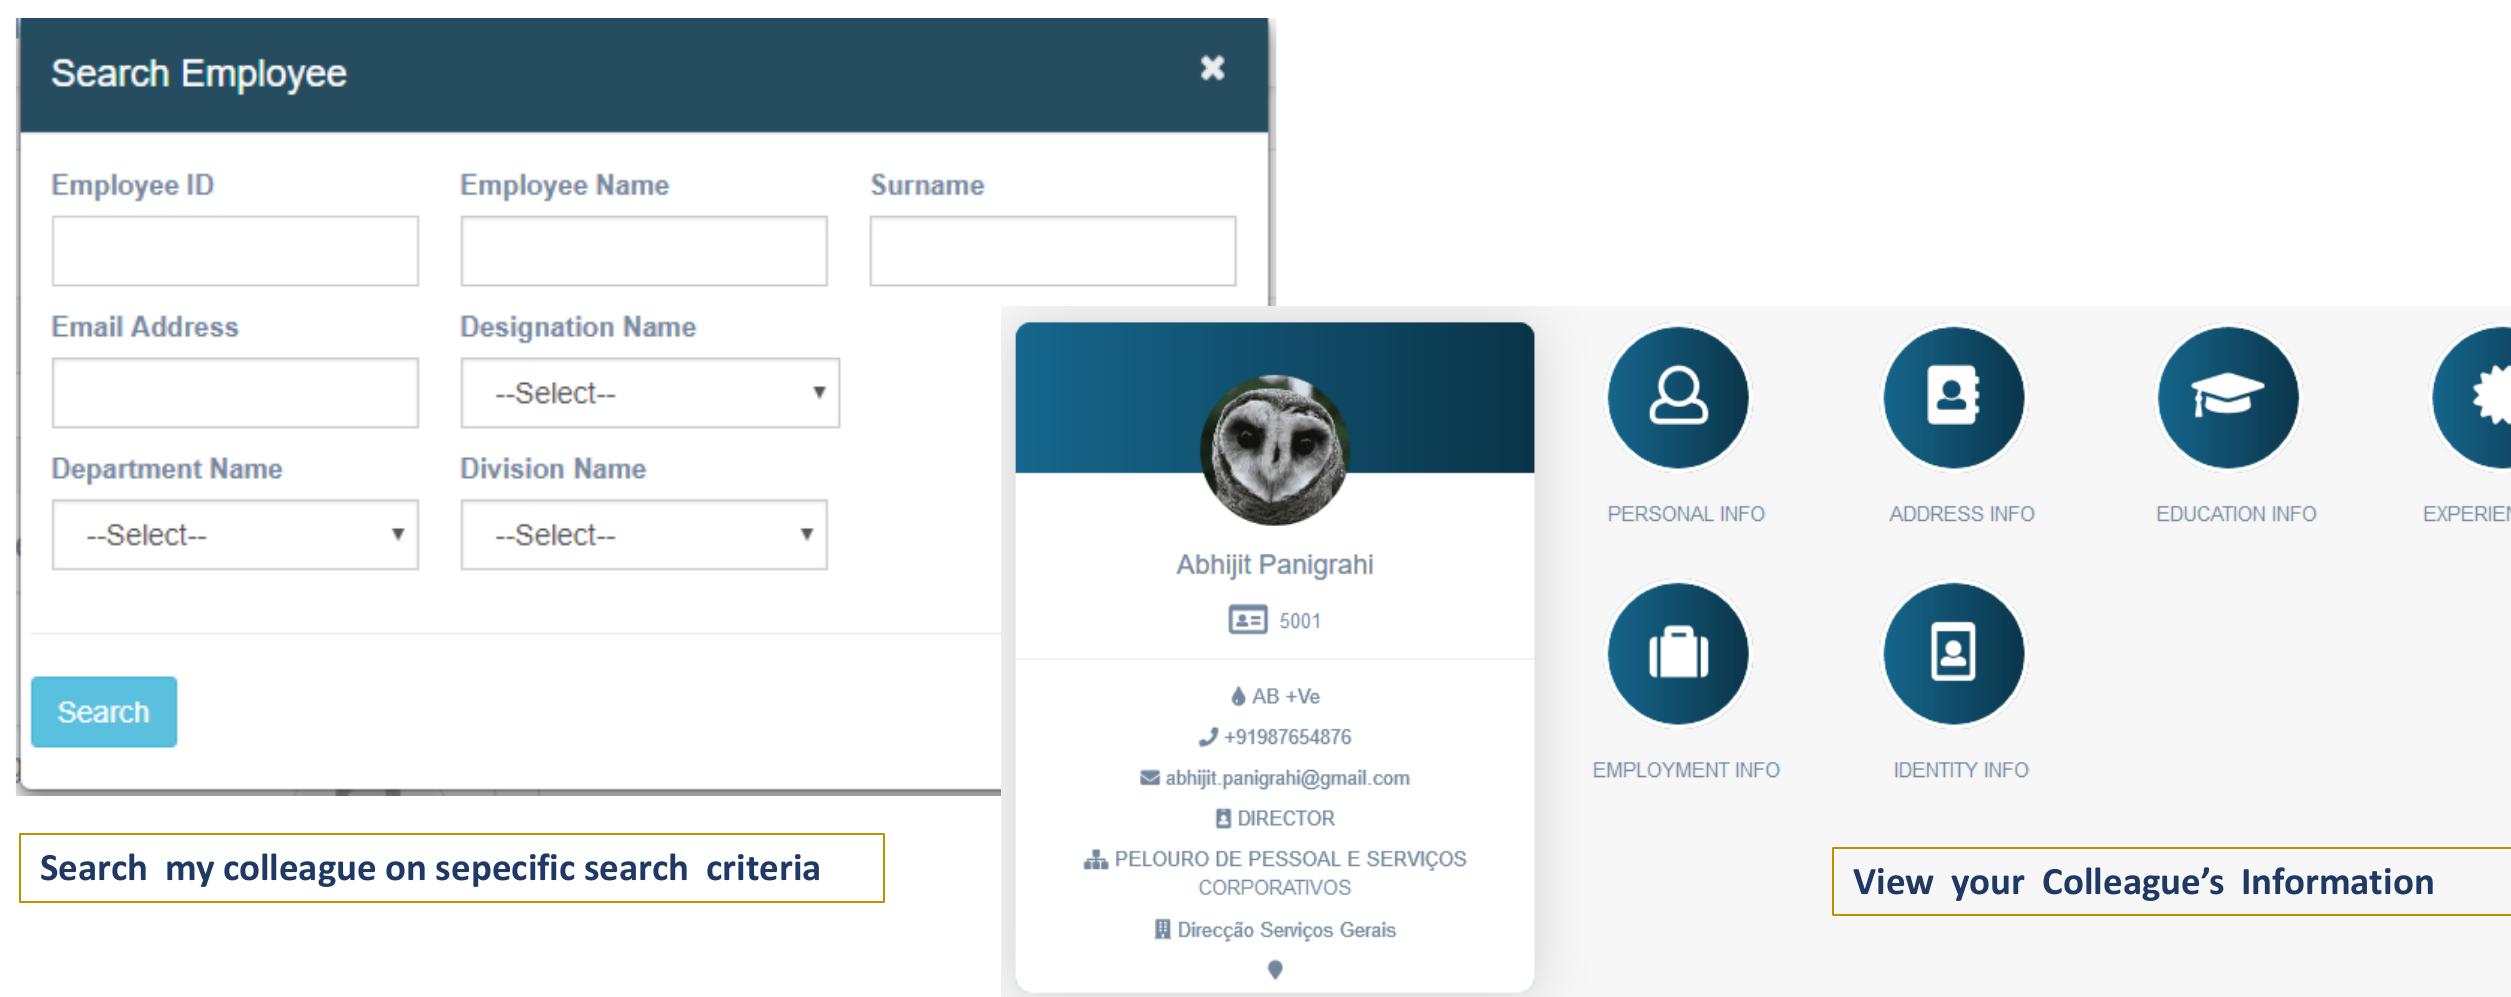 Search Employee
Employee ID
Employee Name
Surname
Email Address
Designation Name
--Select--
Department Name
Division Name
--Select--
--Select--
Search
Search my colleague on sepecific search criteria
Abhijit Panigrahi
5001
AB +Ve
+91987654876
abhijit.panigrahi@gmail.com
DIRECTOR
PELOURO DE PESSOAL E SERVIÇOS
CORPORATIVOS
Direcção Serviços Gerais
PERSONAL INFO
ADDRESS INFO
EDUCATION INFO
EMPLOYMENT INFO
IDENTITY INFO
View your Colleague’s Information